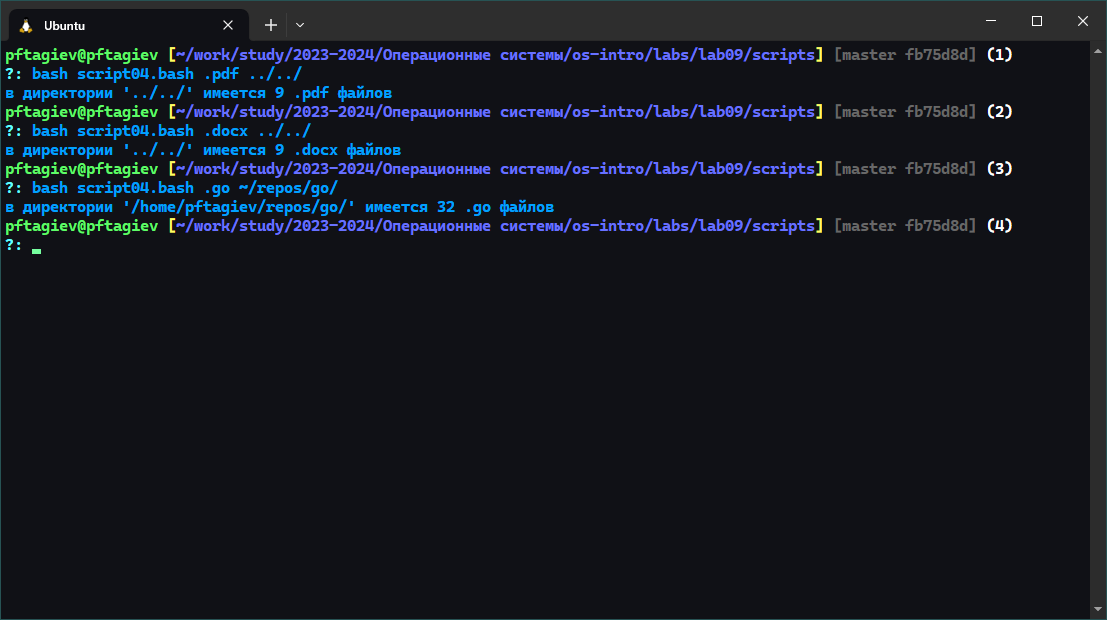 Ubuntu
pftagiev@pftagiev [~/work/study/2023-2024/Операционные системы/os-intro/labs/lab09/scripts] [master fb75d8d] (1)
?: bash script04.bash .pdf ../../
в директории '../../' имеется 9 .pdf файлов
pftagiev@pftagiev [~/work/study/2023-2024/Операционные системы/os-intro/labs/lab09/scripts] [master fb75d8d] (2)
?: bash script04.bash .docx ../../
в директории '../../' имеется 9 .docx файлов
pftagiev@pftagiev [~/work/study/2023-2024/Операционные системы/os-intro/labs/lab09/scripts] [master fb75d8d] (3)
?: bash script04.bash .go ~/repos/go/
в директории '/home/pftagiev/repos/go/' имеется 32 .go файлов
pftagiev@pftagiev [~/work/study/2023-2024/Операционные системы/os-intro/labs/lab09/scripts] [master fb75d8d] (4)
?: